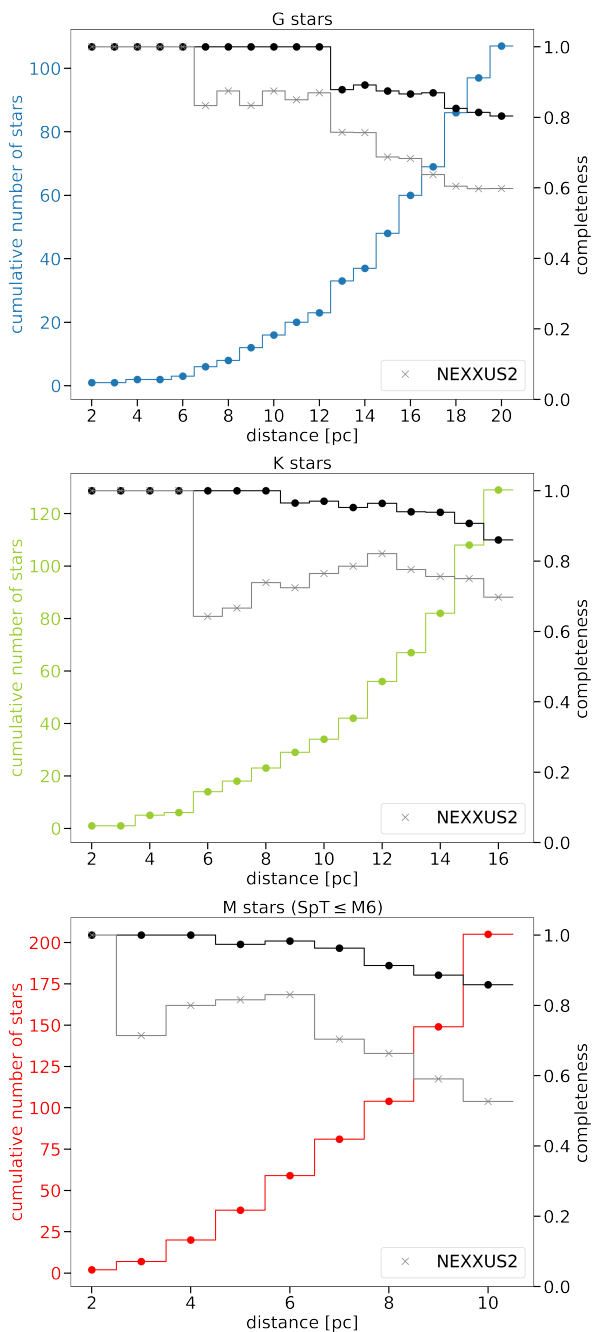 G stars
cumulative number of stars
0
20
40
60
80
100
0.0
0.2
0.4
0.6
0.8
1.0
completeness
NEXXUS2
2 4 6 8 10 12 14 16 18 20
distance [pc]
K stars
cumulative number of stars
0
20
40
60
80
100
120
0.0
0.2
0.4
0.6
0.8
1.0
completeness
NEXXUS2
2 4 6 8 10 12 14 16
distance [pc]
M stars (SpT ≤ M6)
cumulative number of stars
0
25
50
75
100
125
150
175
200
0.0
0.2
0.4
0.6
0.8
1.0
completeness
NEXXUS2
2 4 6 8 10
distance [pc]